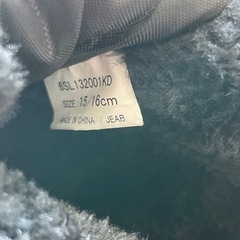 BSL132001KD
SIZE 15/16cm
MADE IN CHINA / JEAB